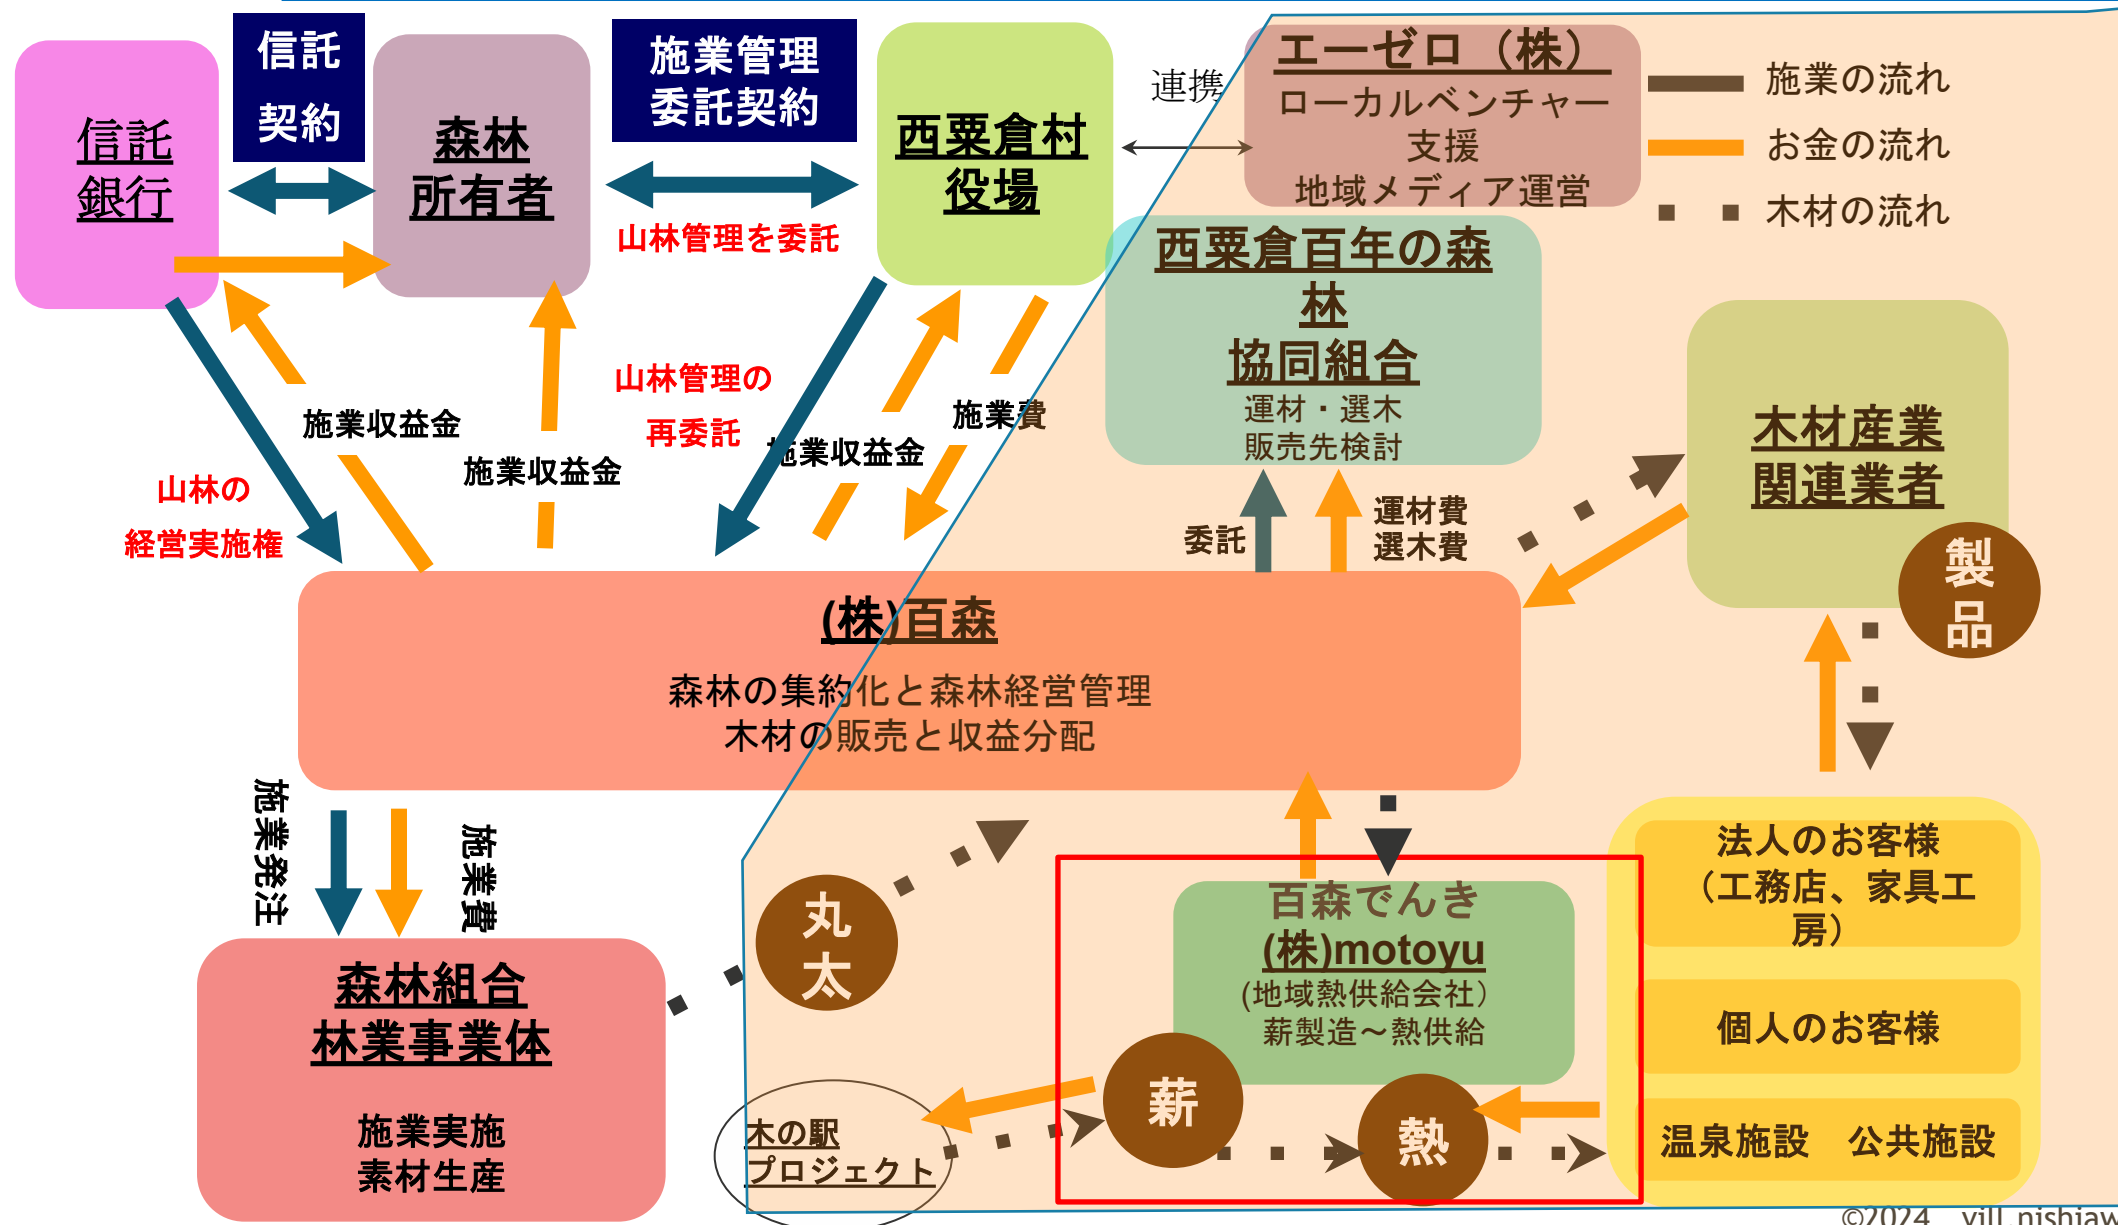 信託
契約
施業管理
委託契約
信託
銀行
森林
所有者
西粟倉村
役場
連携
エーゼロ（株）
ローカルベンチャー
支援
地域メディア運営
施業の流れ
お金の流れ
木材の流れ
山林管理を委託
西粟倉百年の森
林
協同組合
運材・選木
販売先検討
木材産業
関連業者
製
品
施業収益金
施業収益金
山林管理の
再委託
施業収益金
施業費
山林の
経営実施権
委託
運材費
選木費
(株)百森
森林の集約化と森林経営管理
木材の販売と収益分配
施業発注
施業費
丸
太
百森でんき
(株)motoyu
(地域熱供給会社）
薪製造～熱供給
薪
熱
法人のお客様
（工務店、家具工
房）
個人のお客様
温泉施設　公共施設
森林組合
林業事業体
施業実施
素材生産
木の駅
プロジェクト
©2024　vill.nishiaw